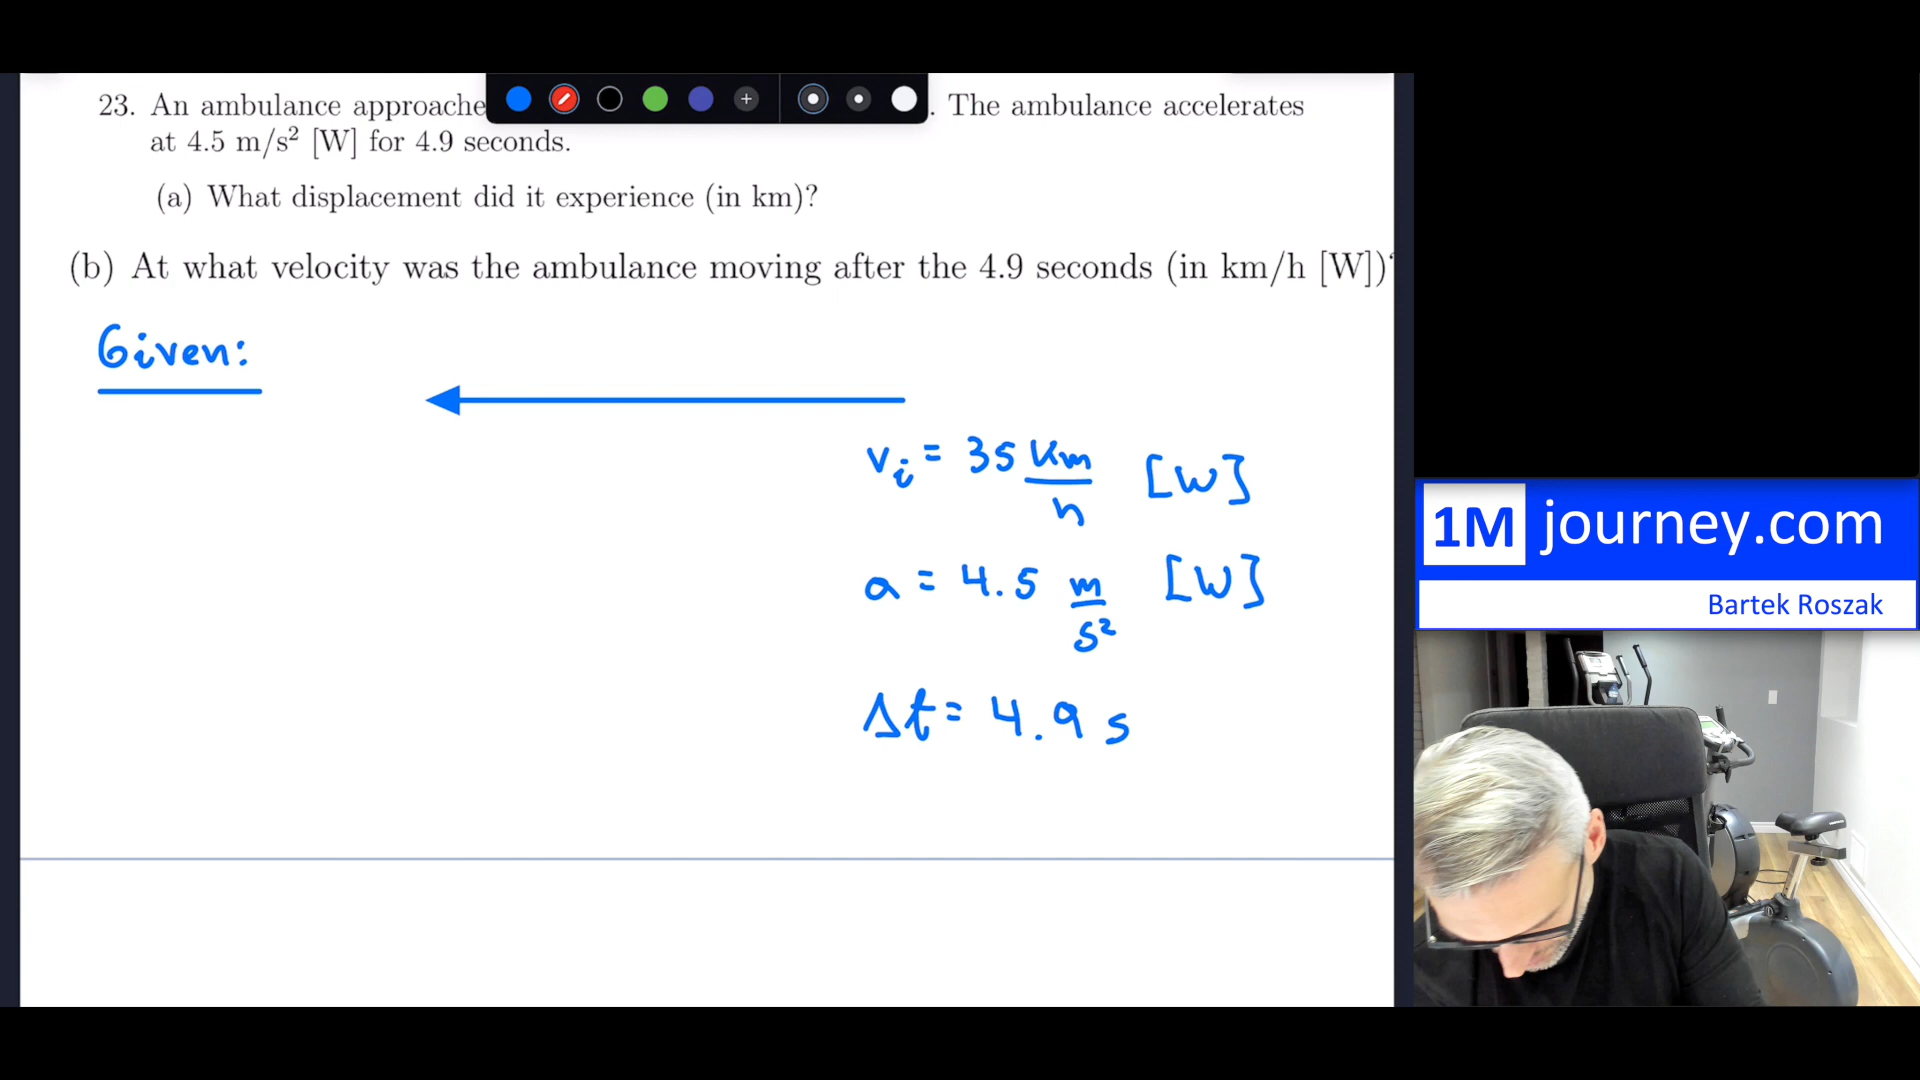 23. An ambulance approache . The ambulance accelerates
at 4.5 m/s² [W] for 4.9 seconds.
(a) What displacement did it experience (in km)?
(b) At what velocity was the ambulance moving after the 4.9 seconds (in km/h [W])?
Given:
vi = 35 km/h [W]
a = 4.5 m/s² [W]
Δt = 4.9 s
1M journey.com
Bartek Roszak